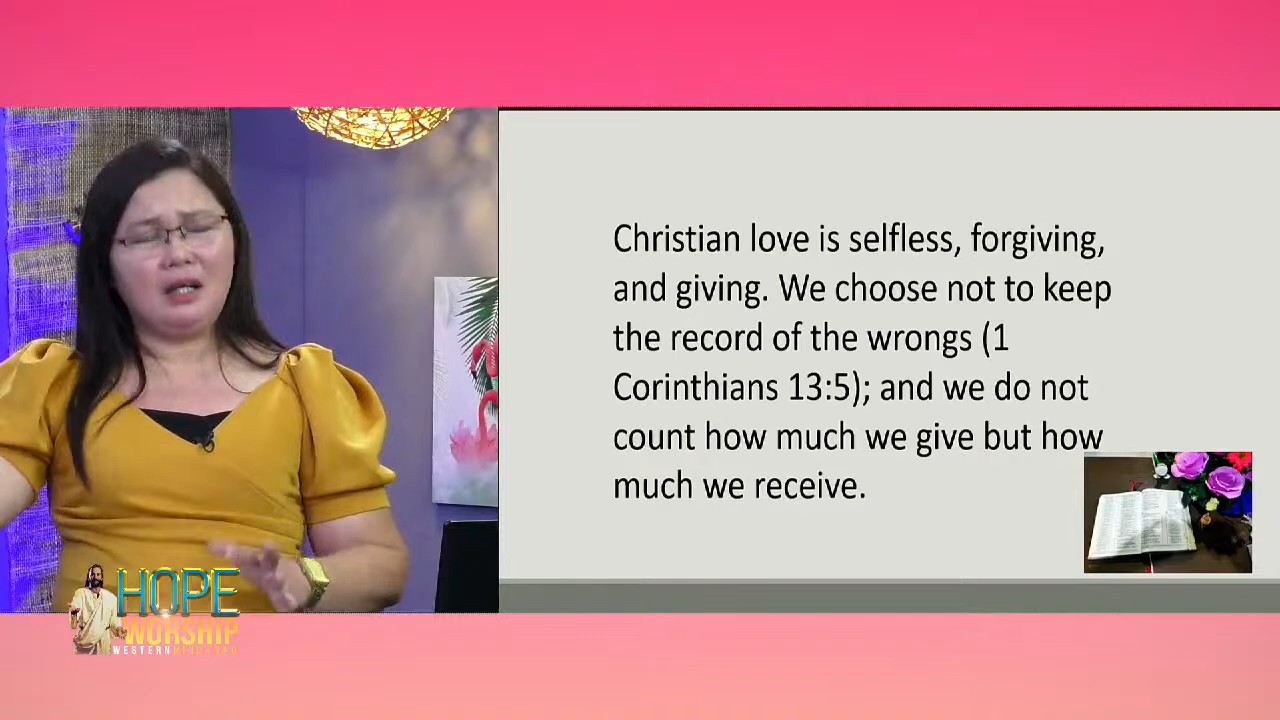 Christian love is selfless, forgiving,
and giving. We choose not to keep
the record of the wrongs (1
Corinthians 13:5); and we do not
count how much we give but how
much we receive.
HOPE
WORSHIP
WESTERN